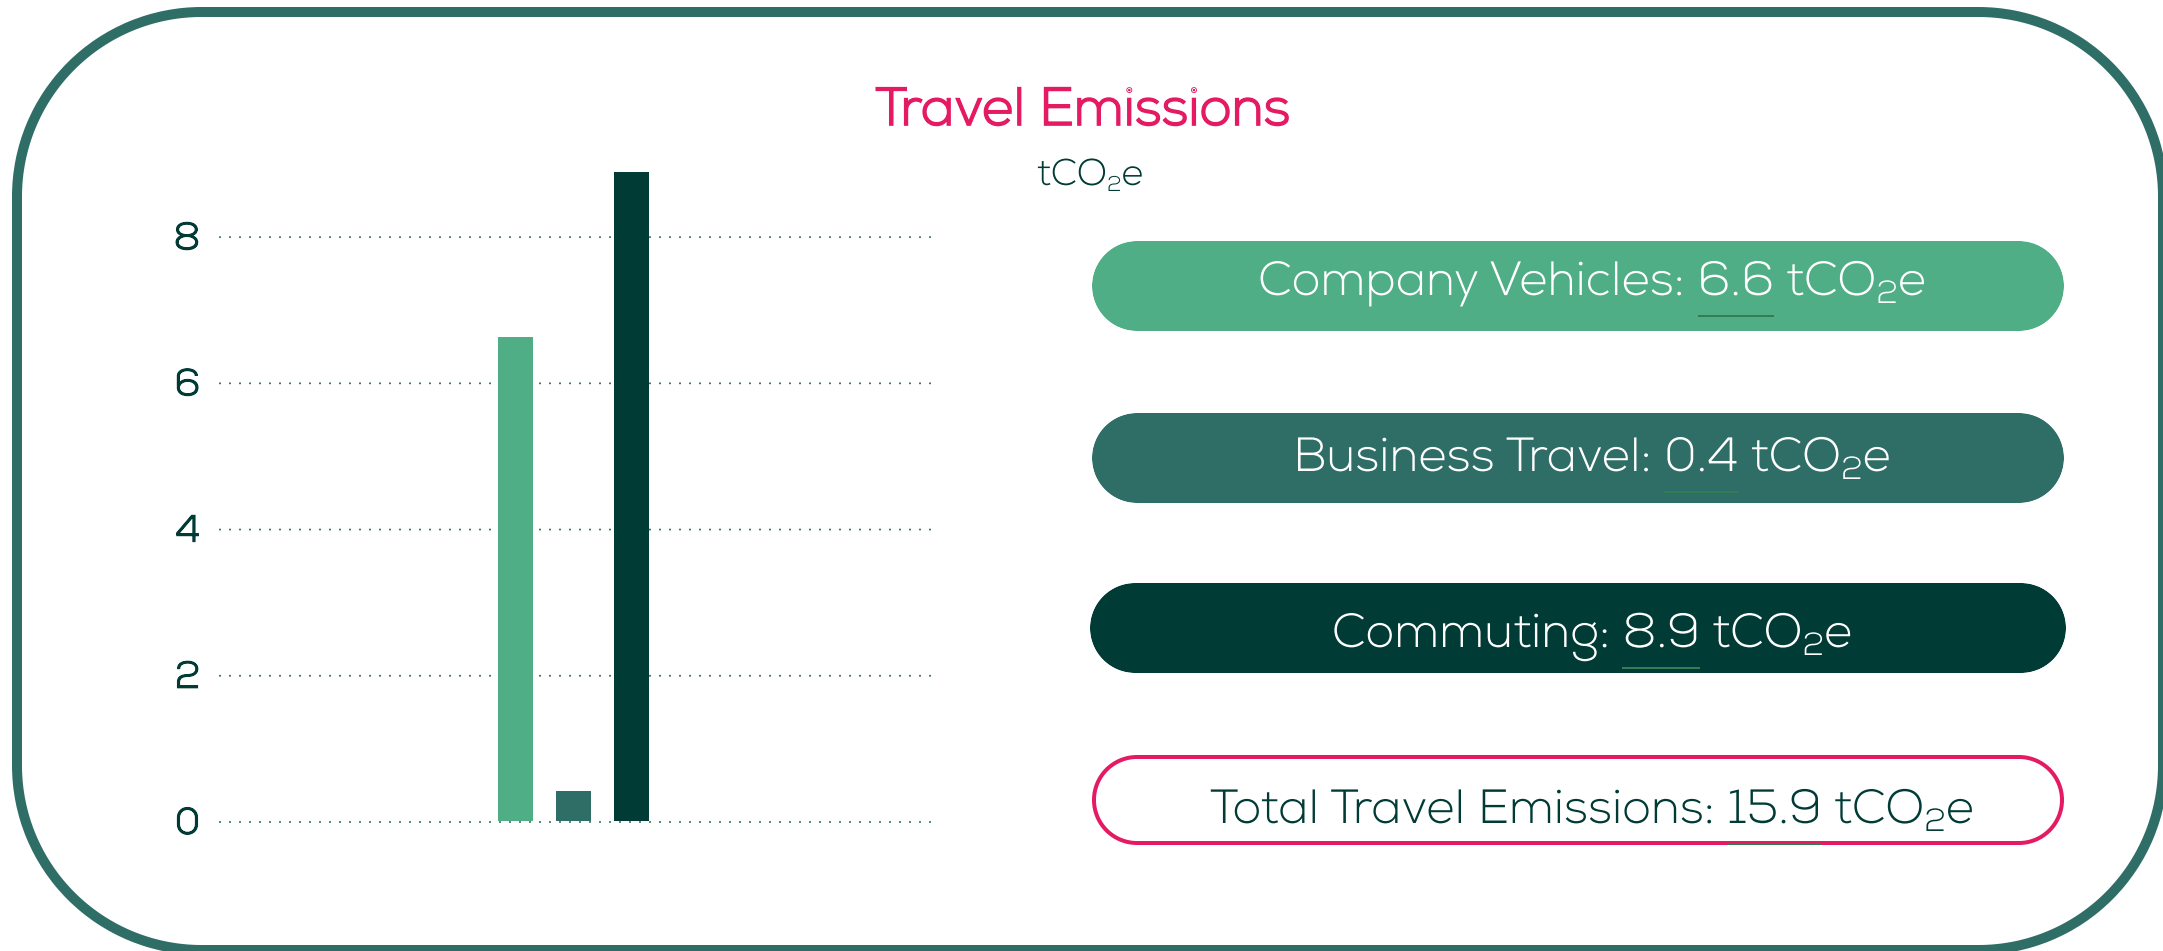 Travel Emissions
tCO₂e
8
6
4
2
0
Company Vehicles: 6.6 tCO₂e
Business Travel: 0.4 tCO₂e
Commuting: 8.9 tCO₂e
Total Travel Emissions: 15.9 tCO₂e